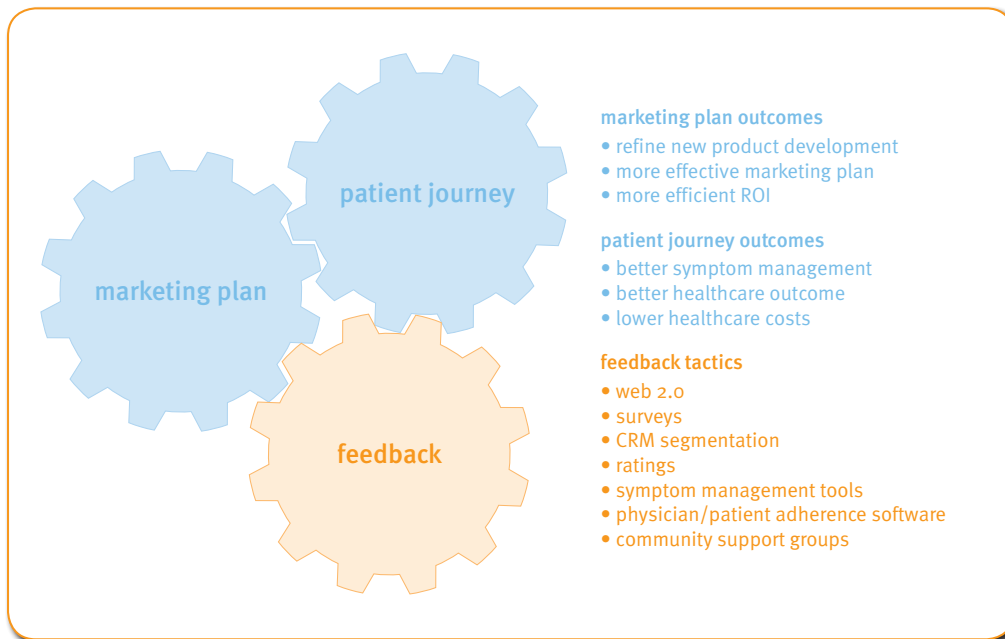 patient journey
marketing plan
feedback
marketing plan outcomes
• refine new product development
• more effective marketing plan
• more efficient ROI
patient journey outcomes
• better symptom management
• better healthcare outcome
• lower healthcare costs
feedback tactics
• web 2.0
• surveys
• CRM segmentation
• ratings
• symptom management tools
• physician/patient adherence software
• community support groups